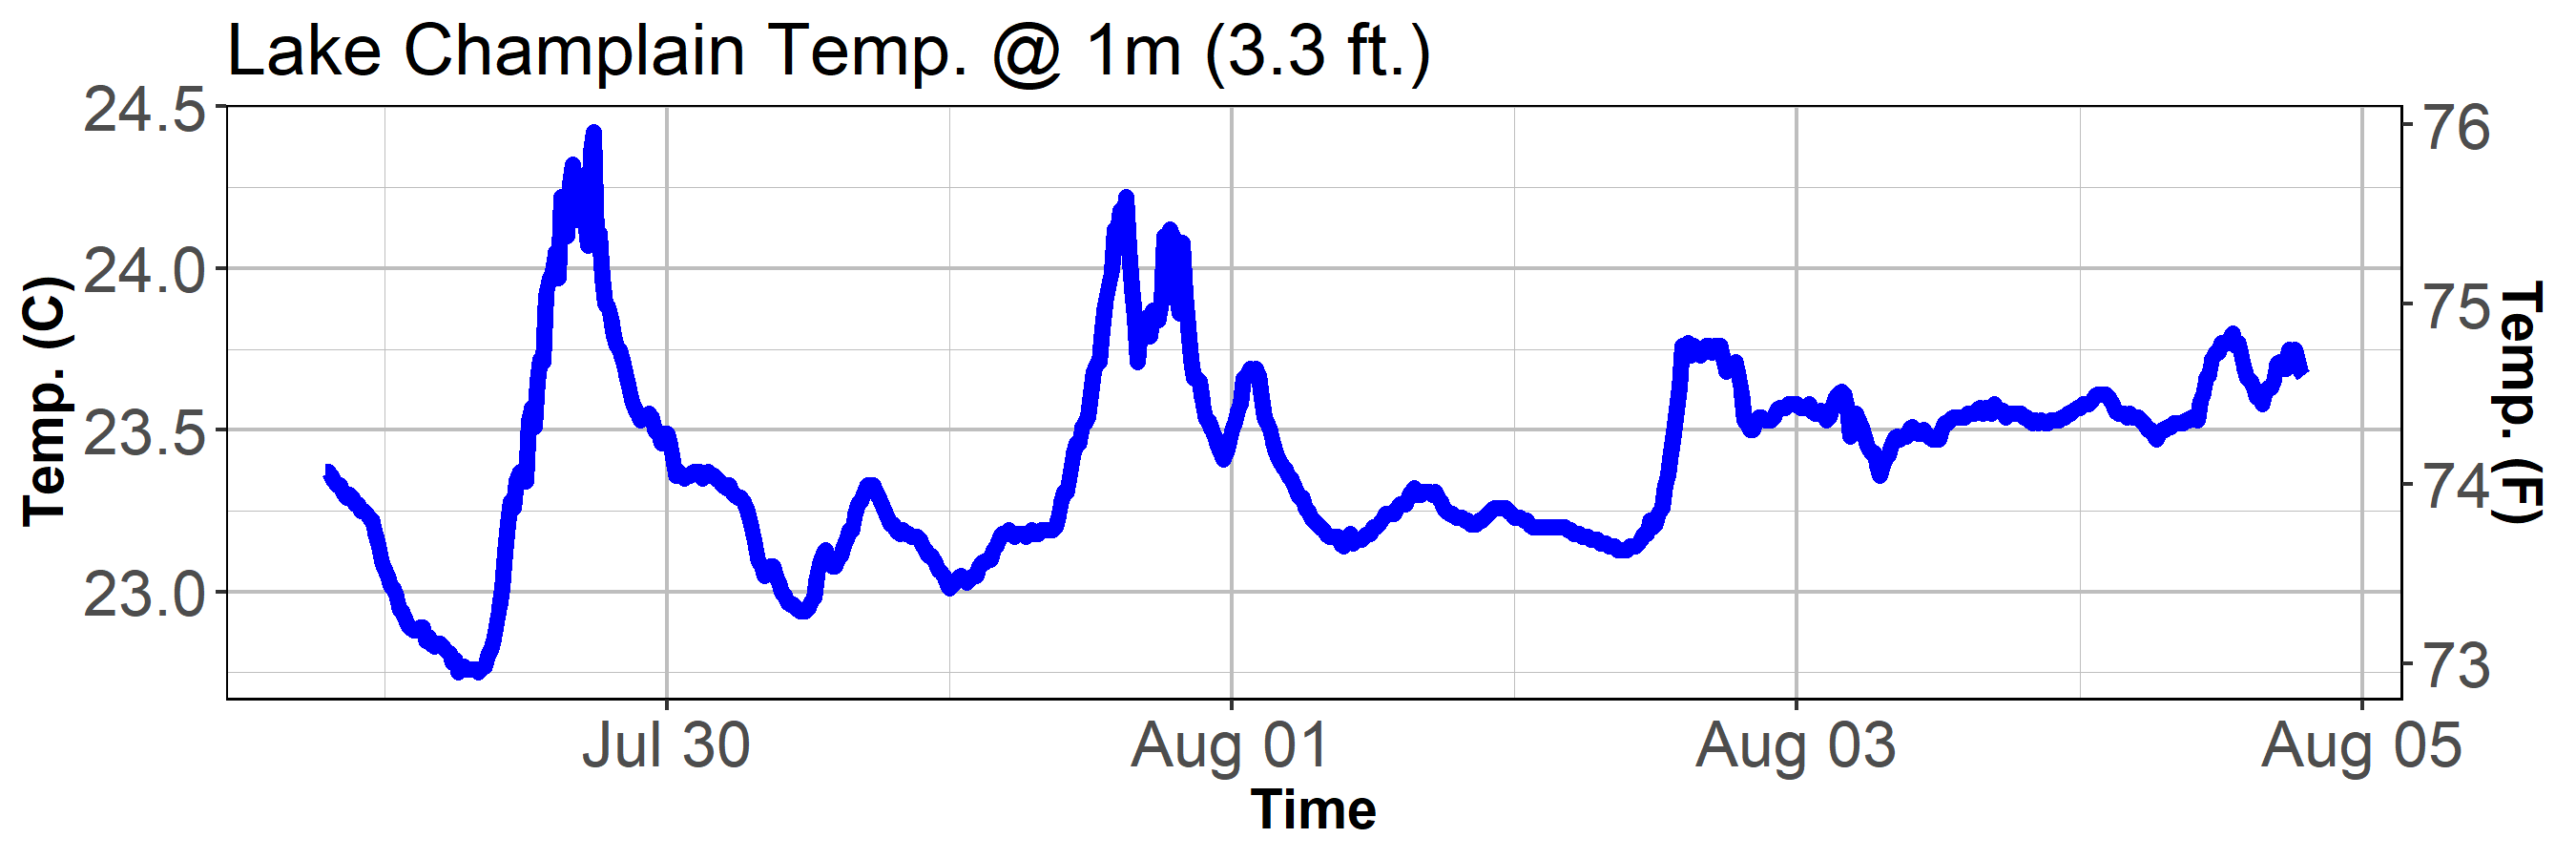 Lake Champlain Temp. @ 1m (3.3 ft.)
24.5
24.0
23.5
23.0
Temp. (C)
76
75
74
73
Temp. (F)
Jul 30
Aug 01
Aug 03
Aug 05
Time